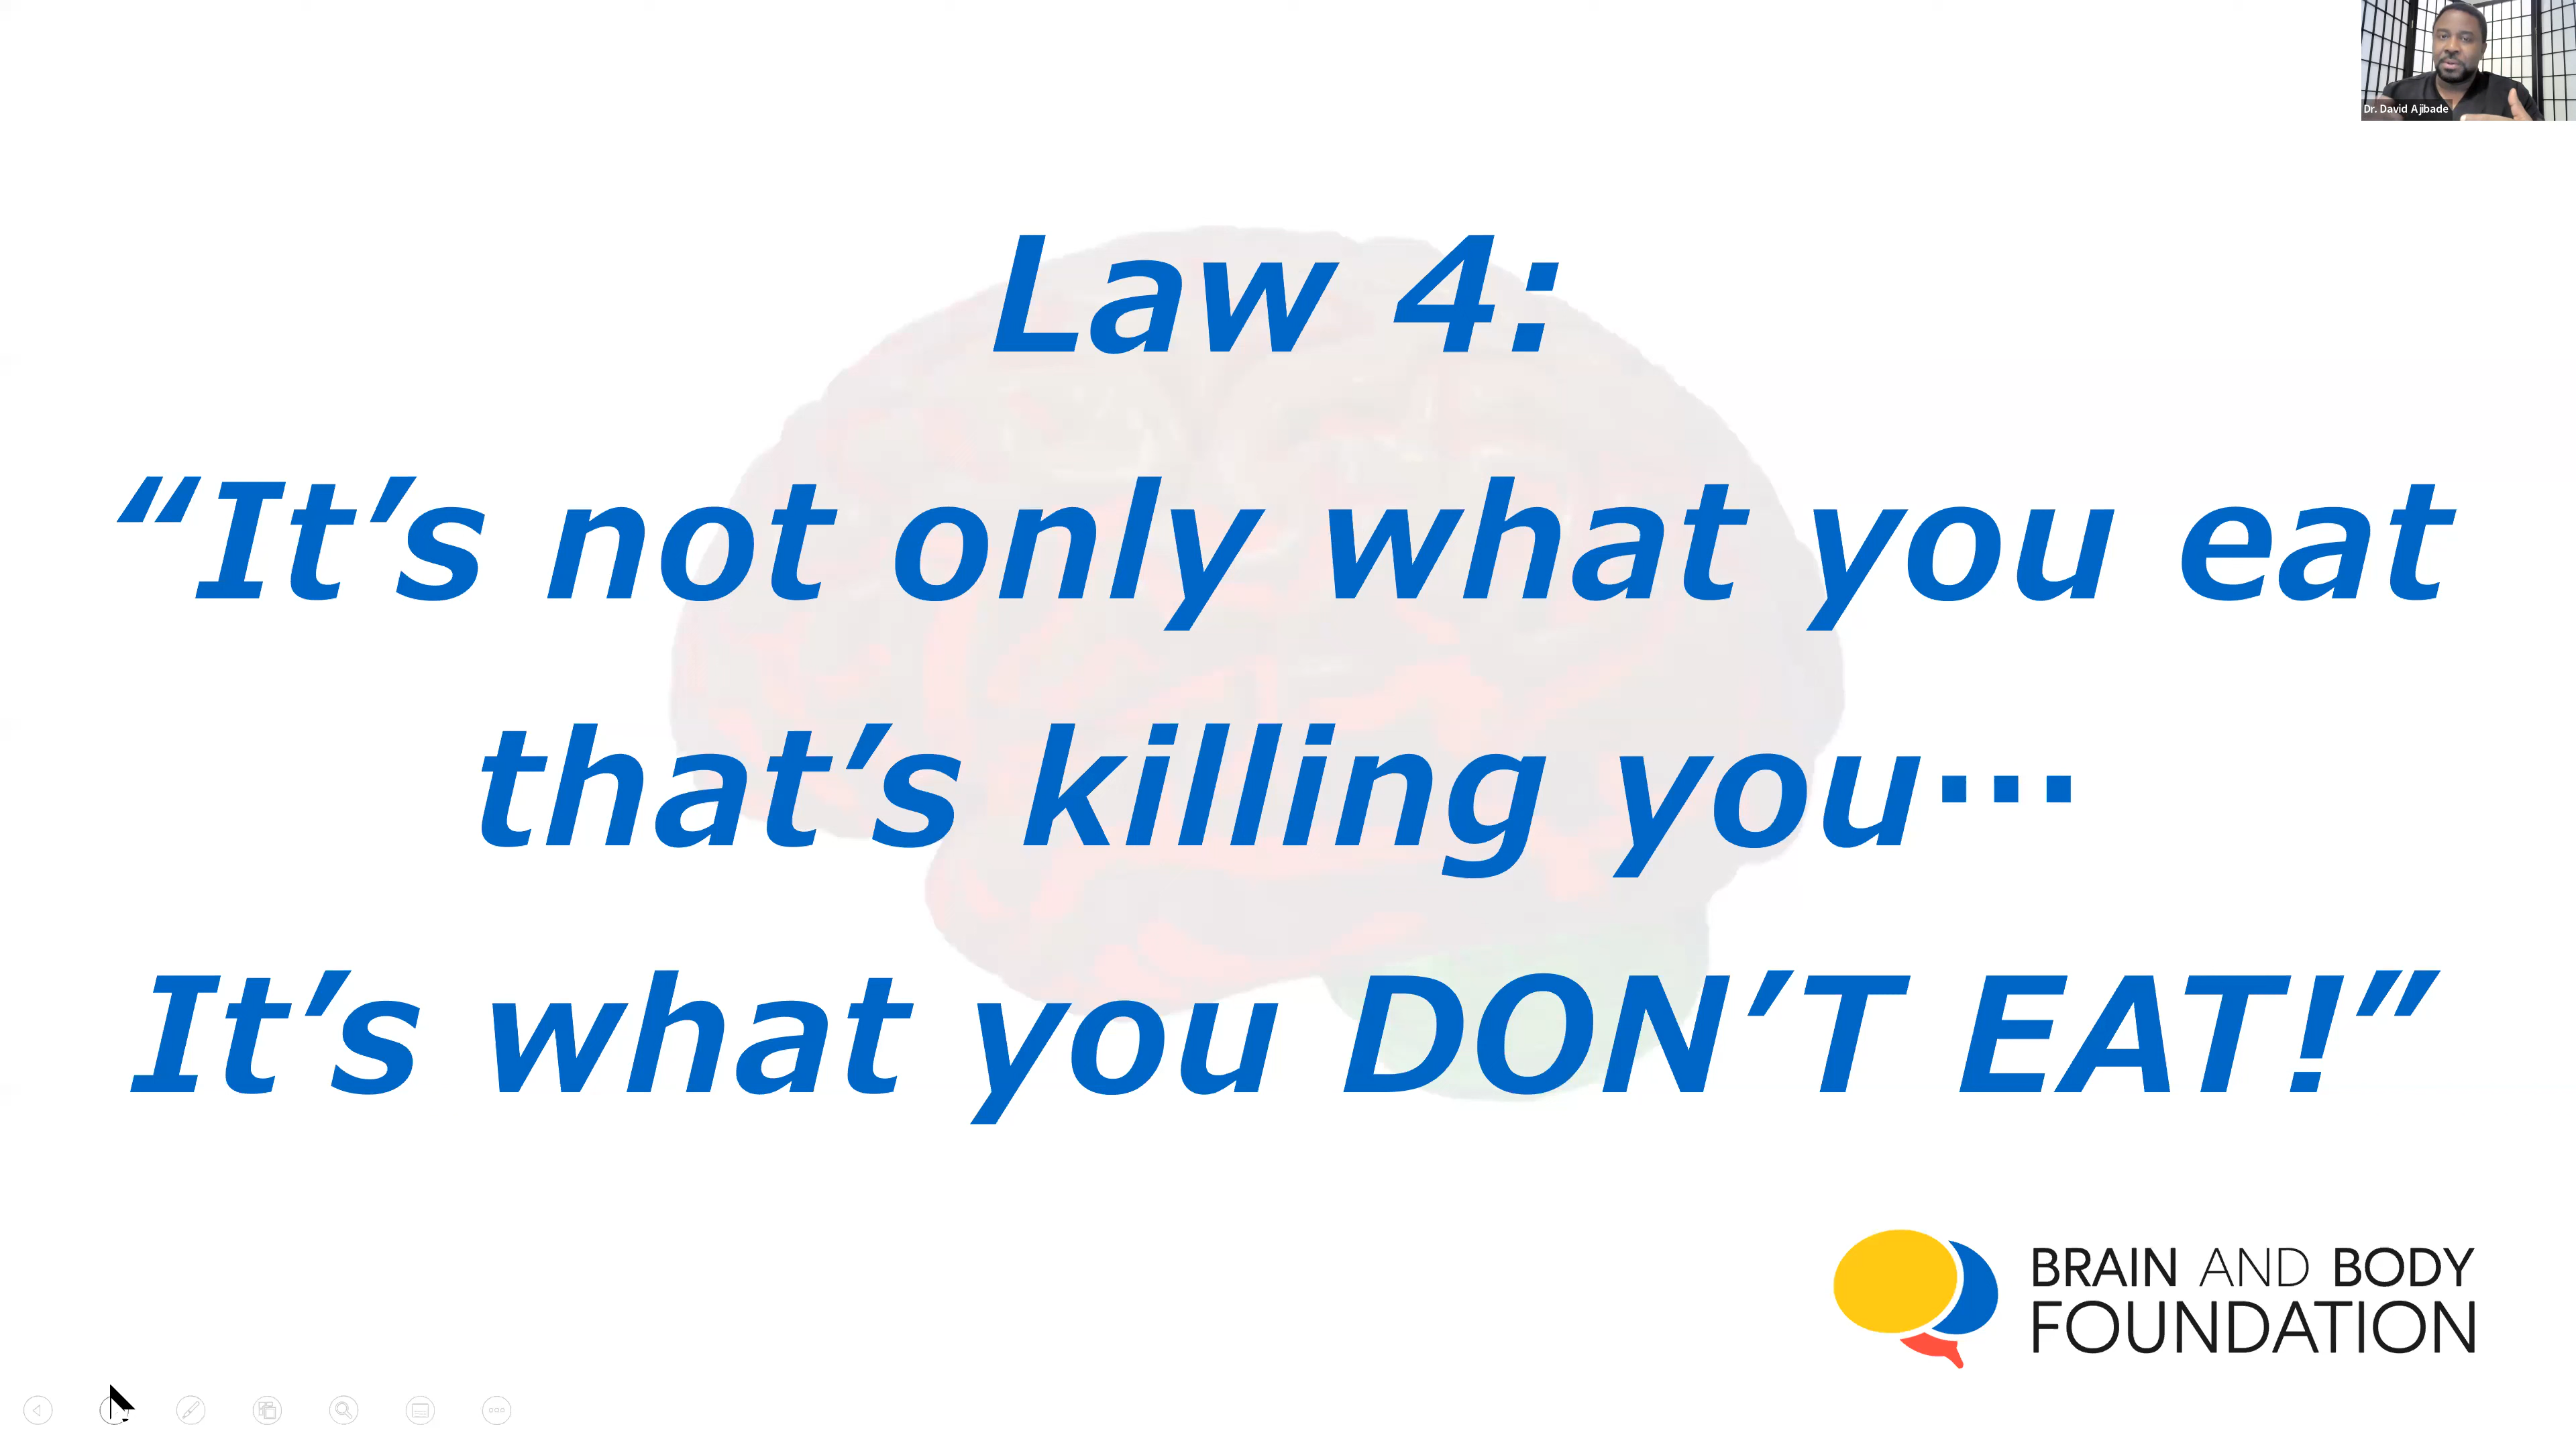 Dr. David Ajibade
Law 4:
“It’s not only what you eat
that’s killing you…
It’s what you DON’T EAT!”
BRAIN AND BODY
FOUNDATION